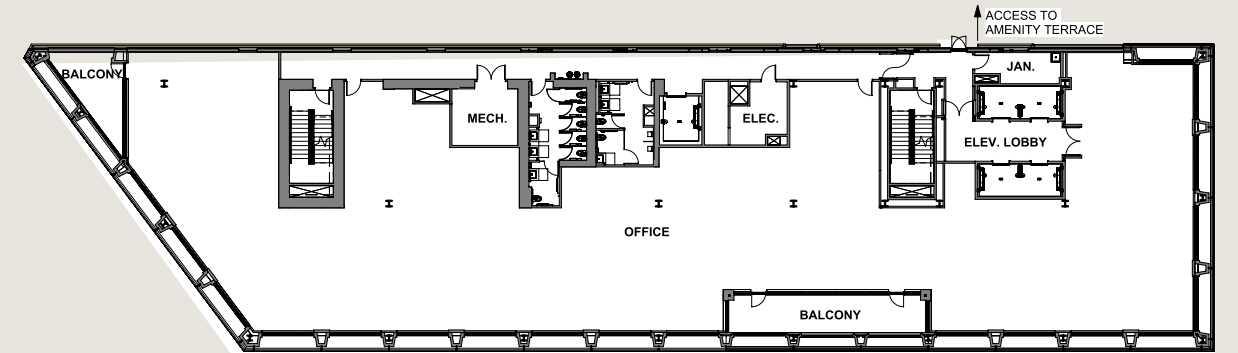 ACCESS TO
AMENITY TERRACE
BALCONY
JAN.
MECH.
ELEC.
ELEV. LOBBY
OFFICE
BALCONY